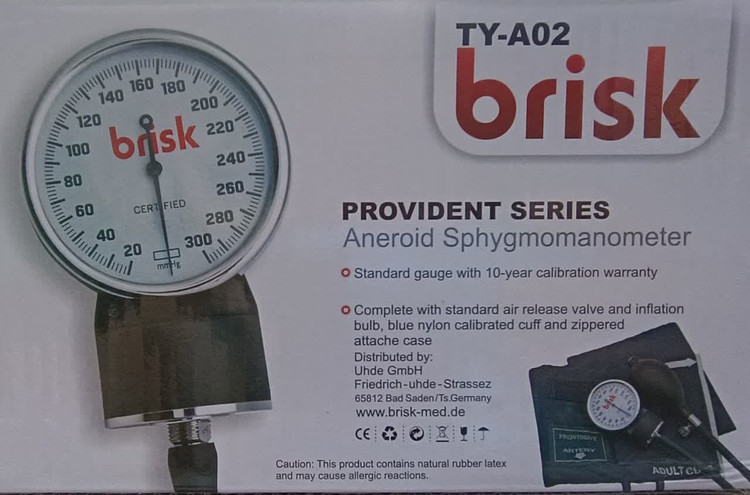 TY-A02
brisk
160
140 180
120 200
brisk
220
100
240
80
260
60
CERTIFIED
280
40
300
20
mmHg
PROVIDENT SERIES
Aneroid Sphygmomanometer
Standard gauge with 10-year calibration warranty
Complete with standard air release valve and inflation
bulb, blue nylon calibrated cuff and zippered
attache case
Distributed by:
Uhde GmbH
Friedrich-uhde-Strassez
65812 Bad Saden/Ts.Germany
www.brisk-med.de
CE
Caution: This product contains natural rubber latex
and may cause allergic reactions.
brisk
ARTERY
ADULT